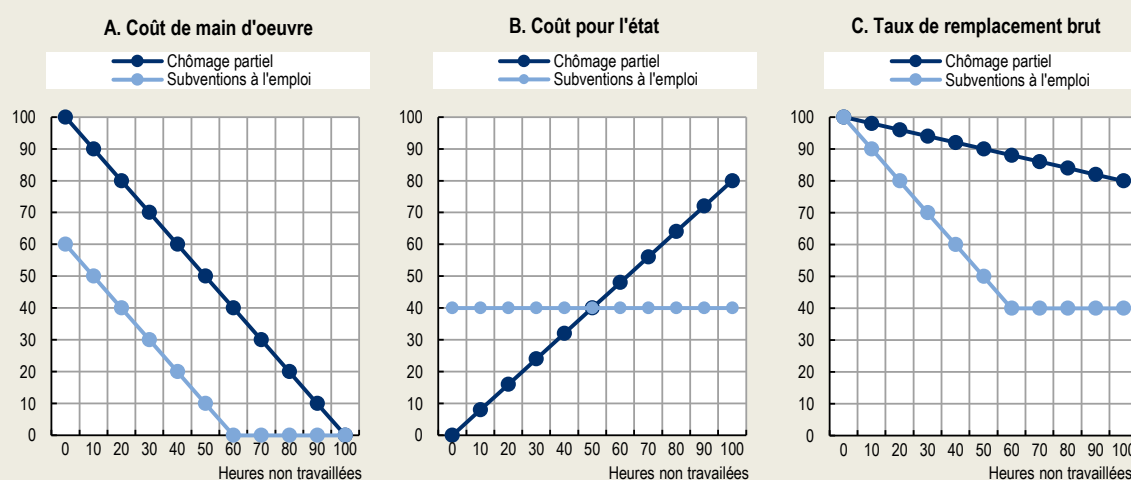 A. Coût de main d'oeuvre
Chômage partiel
Subventions à l'emploi
100
90
80
70
60
50
40
30
20
10
0
0 10 20 30 40 50 60 70 80 90 100
Heures non travaillées
B. Coût pour l'état
Chômage partiel
Subventions à l'emploi
100
90
80
70
60
50
40
30
20
10
0
0 10 20 30 40 50 60 70 80 90 100
Heures non travaillées
C. Taux de remplacement brut
Chômage partiel
Subventions à l'emploi
100
90
80
70
60
50
40
30
20
10
0
0 10 20 30 40 50 60 70 80 90 100
Heures non travaillées